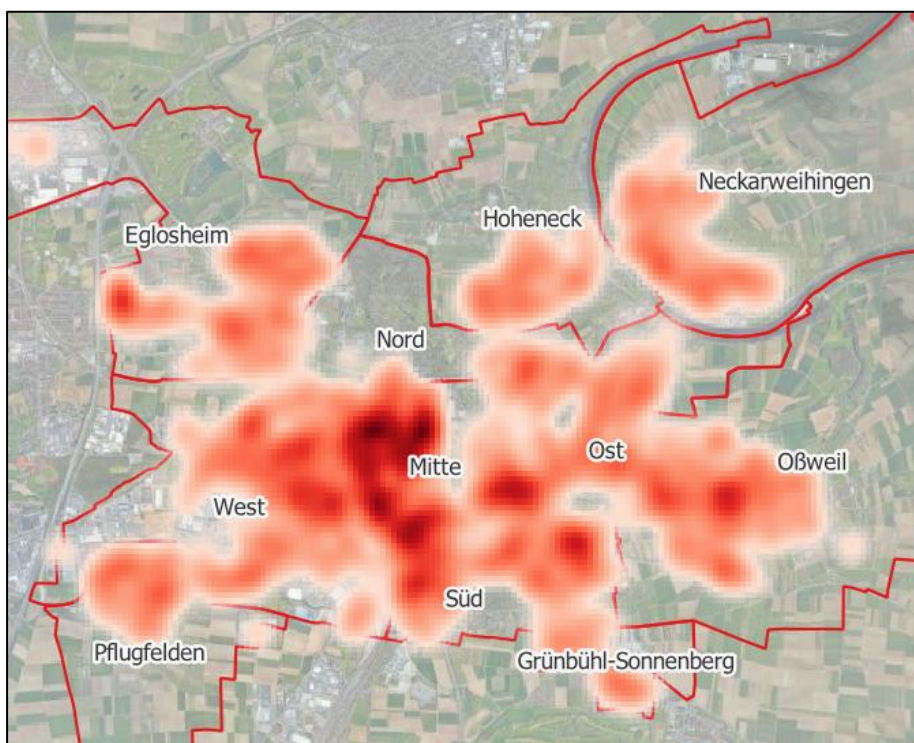 Neckarweihingen
Hoheneck
Eglosheim
Nord
Ost
Oßweil
Mitte
West
Süd
Pflugfelden
Grünbühl-Sonnenberg